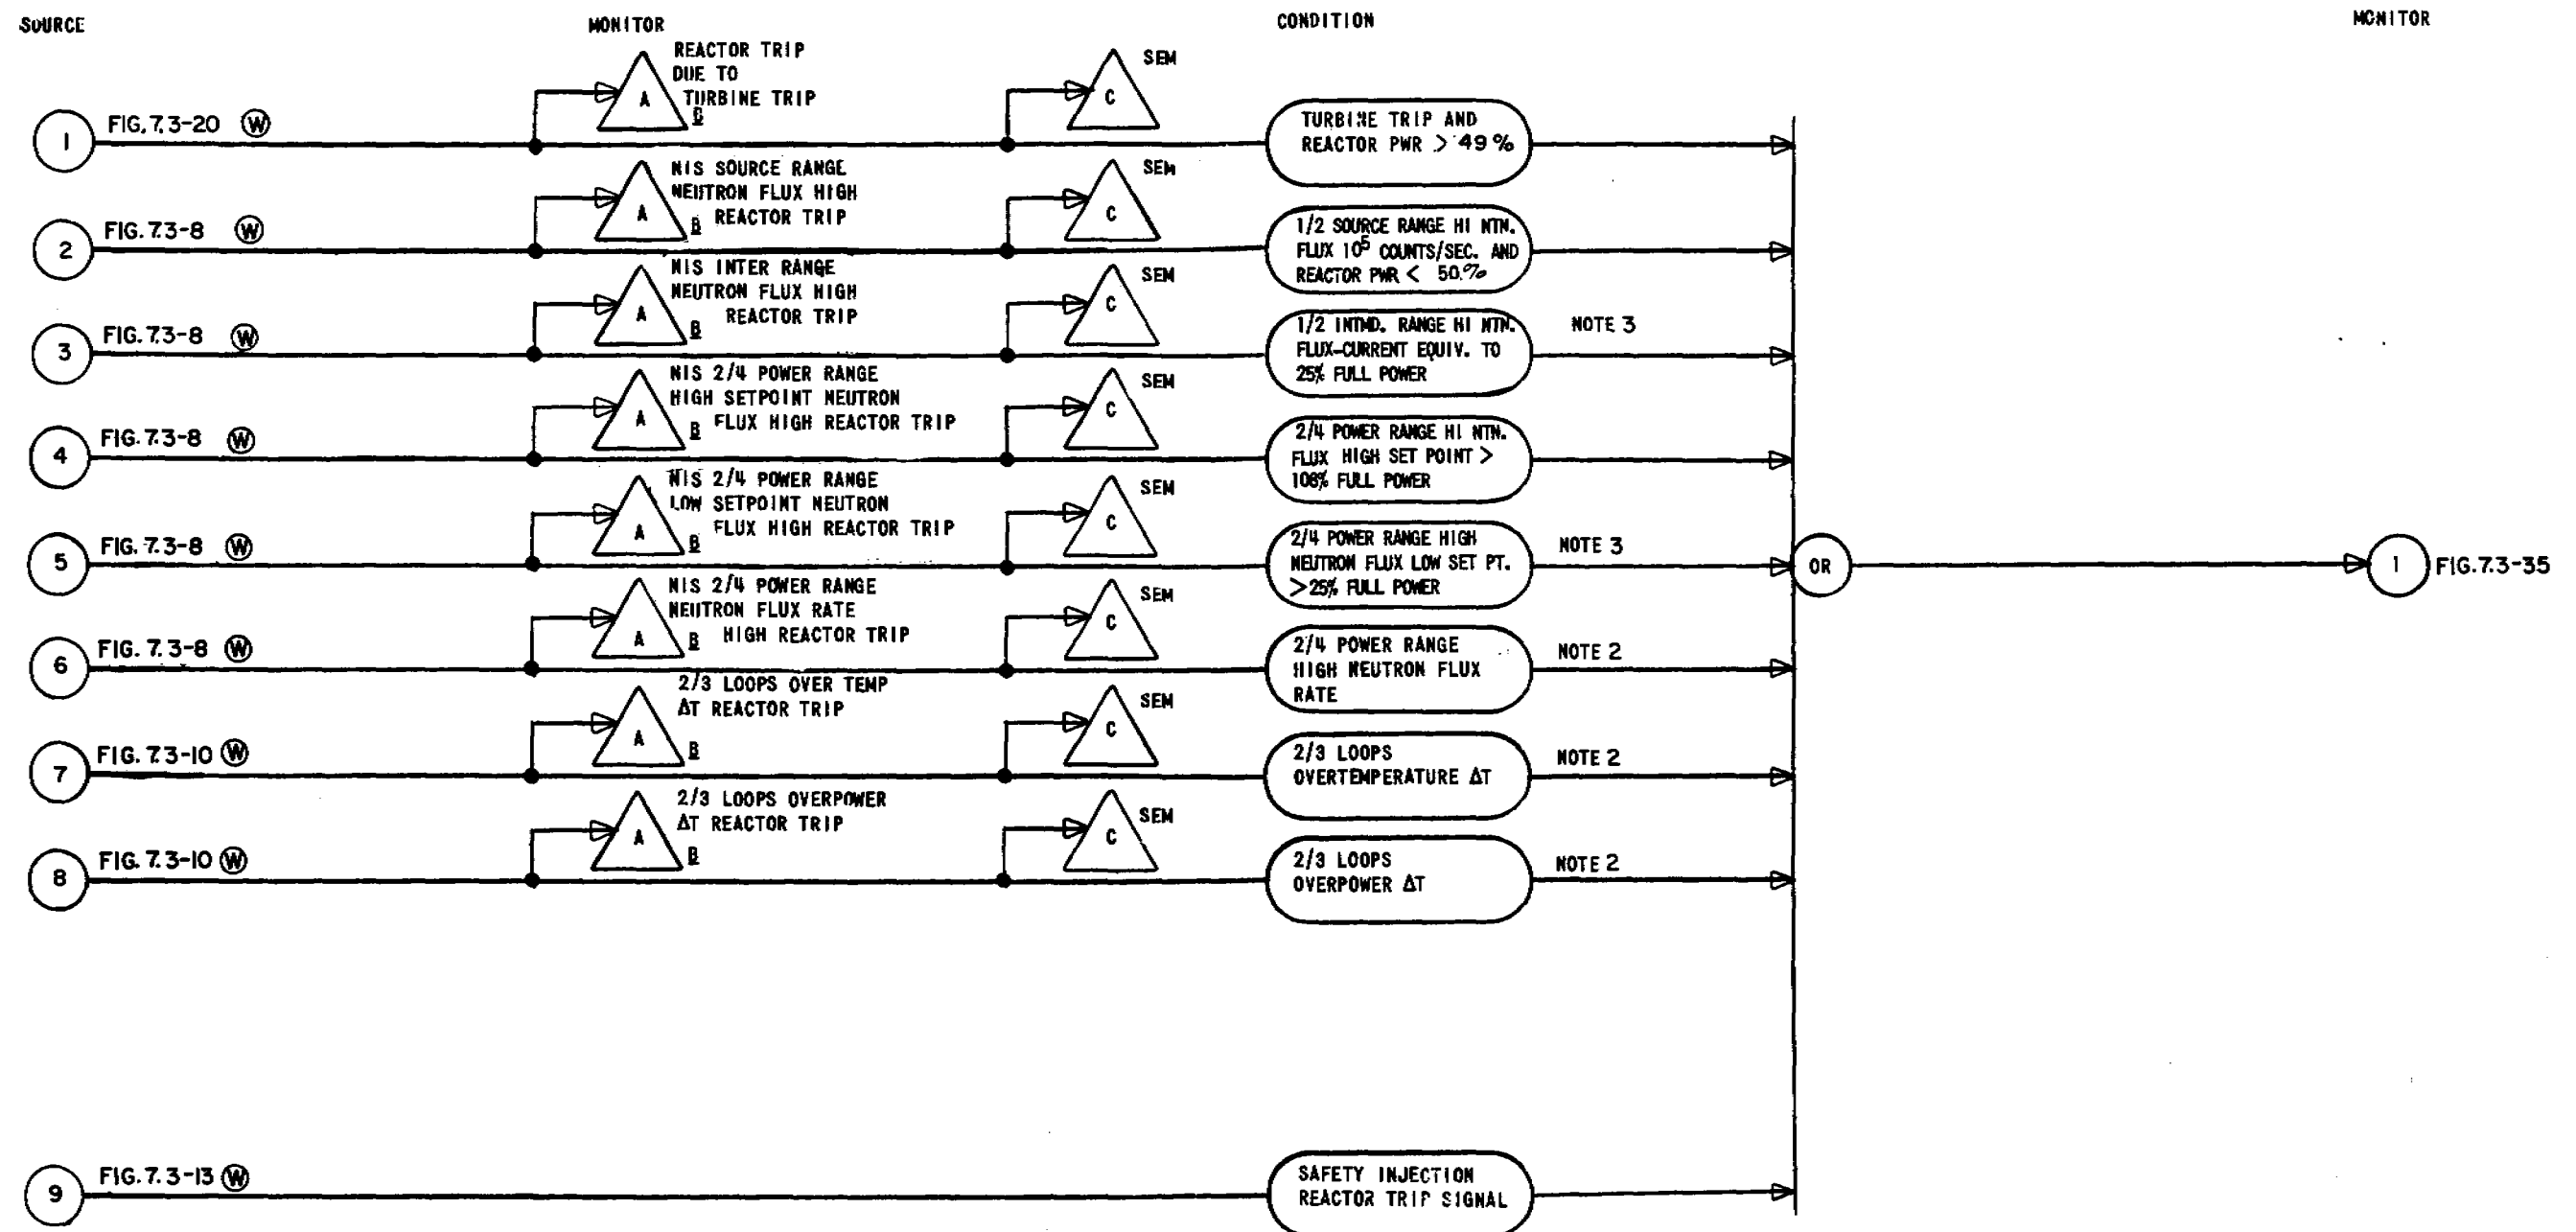 SOURCE
MONITOR
CONDITION
MONITOR
REACTOR TRIP
DUE TO
TURBINE TRIP
A
B
C
SEM
1
FIG. 7.3-20 W
TURBINE TRIP AND
REACTOR PWR > 49%
NIS SOURCE RANGE
NEUTRON FLUX HIGH
REACTOR TRIP
A
B
C
SEM
2
FIG. 7.3-8 W
1/2 SOURCE RANGE HI NTN.
FLUX 10⁵ COUNTS/SEC. AND
REACTOR PWR < 50.%
NIS INTER RANGE
NEUTRON FLUX HIGH
REACTOR TRIP
A
B
C
SEM
3
FIG. 7.3-8 W
1/2 INTMD. RANGE HI NTN.
FLUX-CURRENT EQUIV. TO
25% FULL POWER
NOTE 3
NIS 2/4 POWER RANGE
HIGH SETPOINT NEUTRON
FLUX HIGH REACTOR TRIP
A
B
C
SEM
4
FIG. 7.3-8 W
2/4 POWER RANGE HI NTN.
FLUX HIGH SET POINT >
108% FULL POWER
NIS 2/4 POWER RANGE
LOW SETPOINT NEUTRON
FLUX HIGH REACTOR TRIP
A
B
C
SEM
5
FIG. 7.3-8 W
2/4 POWER RANGE HIGH
NEUTRON FLUX LOW SET PT.
>25% FULL POWER
NOTE 3
OR
1
FIG.7.3-35
NIS 2/4 POWER RANGE
NEUTRON FLUX RATE
HIGH REACTOR TRIP
A
B
C
SEM
6
FIG. 7.3-8 W
2/4 POWER RANGE
HIGH NEUTRON FLUX
RATE
NOTE 2
2/3 LOOPS OVER TEMP
ΔT REACTOR TRIP
A
B
C
SEM
7
FIG. 7.3-10 W
2/3 LOOPS
OVERTEMPERATURE ΔT
NOTE 2
2/3 LOOPS OVERPOWER
ΔT REACTOR TRIP
A
B
C
SEM
8
FIG. 7.3-10 W
2/3 LOOPS
OVERPOWER ΔT
NOTE 2
9
FIG. 7.3-13 W
SAFETY INJECTION
REACTOR TRIP SIGNAL